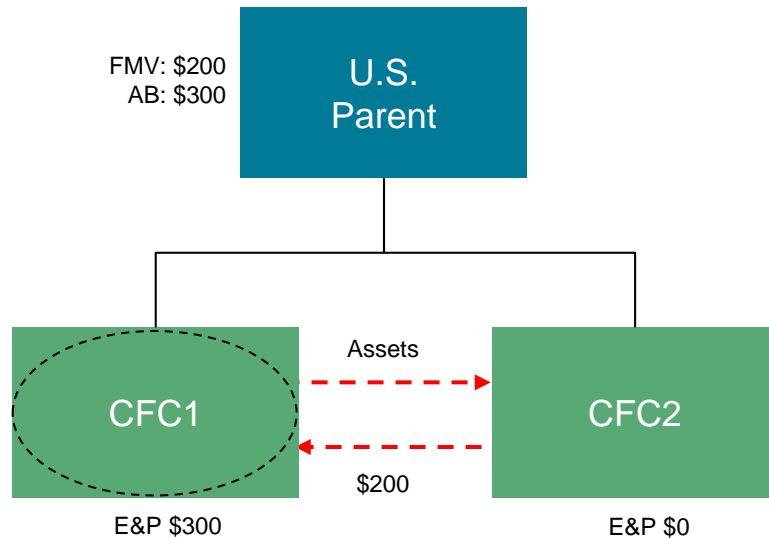 FMV: $200
AB: $300
U.S.
Parent
Assets
CFC1
CFC2
$200
E&P $300
E&P $0